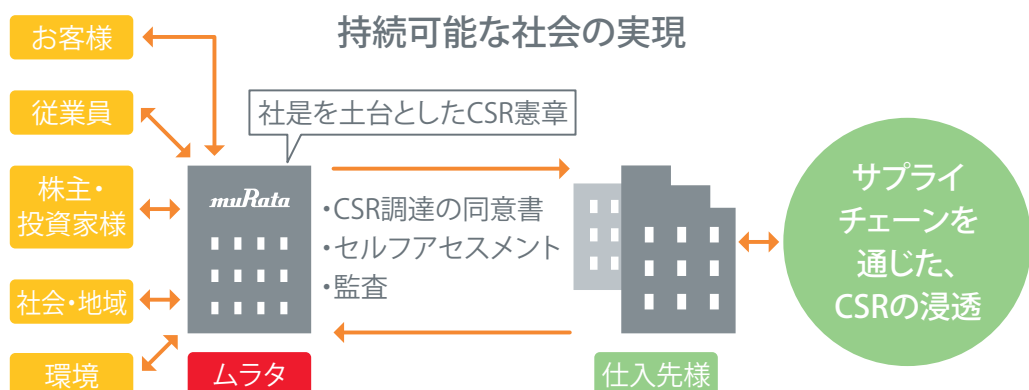 持続可能な社会の実現
お客様
従業員
株主・
投資家様
社会・地域
環境
社是を土台としたCSR憲章
muRata
ムラタ
・CSR調達の同意書
・セルフアセスメント
・監査
仕入先様
サプライ
チェーンを
通じた、
CSRの浸透